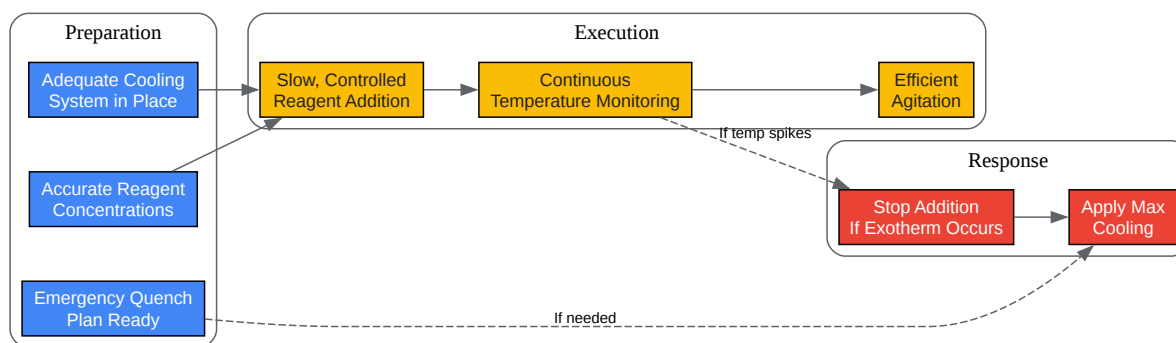 Preparation
Adequate Cooling
System in Place
Accurate Reagent
Concentrations
Emergency Quench
Plan Ready
Execution
Slow, Controlled
Reagent Addition
Continuous
Temperature Monitoring
Efficient
Agitation
If temp spikes
Response
Stop Addition
If Exotherm Occurs
Apply Max
Cooling
If needed